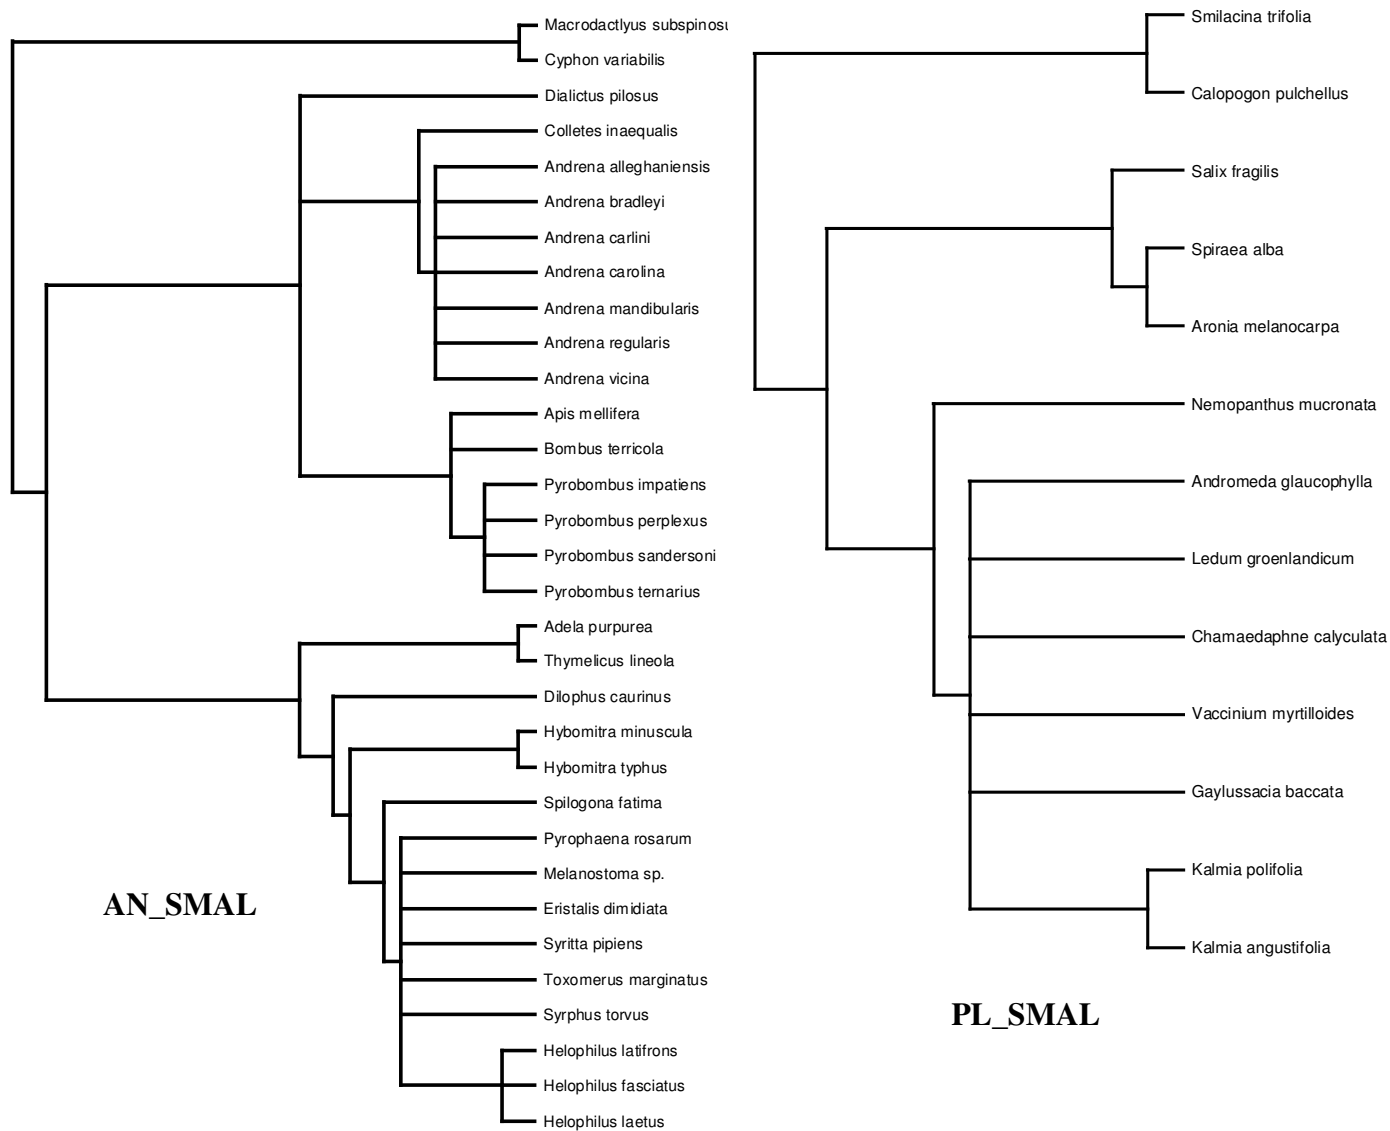 Macrodactlyus subspinosu
Cyphon variabilis
Dialictus pilosus
Colletes inaequalis
Andrena alleghaniensis
Andrena bradleyi
Andrena carlini
Andrena carolina
Andrena mandibularis
Andrena regularis
Andrena vicina
Apis mellifera
Bombus terricola
Pyrobombus impatiens
Pyrobombus perplexus
Pyrobombus sandersoni
Pyrobombus ternarius
Adela purpurea
Thymelicus lineola
Dilophus caurinus
Hybomitra minuscula
Hybomitra typhus
Spilogona fatima
Pyrophaena rosarum
Melanostoma sp.
Eristalis dimidiata
Syritta pipiens
Toxomerus marginatus
Syrphus torvus
Helophilus latifrons
Helophilus fasciatus
Helophilus laetus
AN_SMAL
Smilacina trifolia
Calopogon pulchellus
Salix fragilis
Spiraea alba
Aronia melanocarpa
Nemopanthus mucronata
Andromeda glaucophylla
Ledum groenlandicum
Chamaedaphne calyculata
Vaccinium myrtilloides
Gaylussacia baccata
Kalmia polifolia
Kalmia angustifolia
PL_SMAL